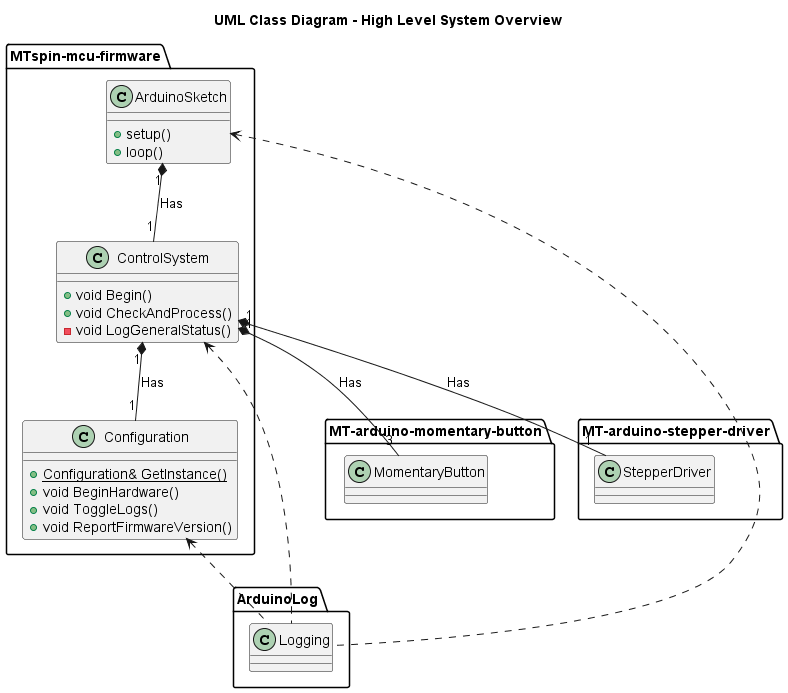 UML Class Diagram - High Level System Overview
MTspin-mcu-firmware
C ArduinoSketch
setup()
loop()
1
Has
1
C ControlSystem
void Begin()
void CheckAndProcess()
void LogGeneralStatus()
1
1
Has
1
Has
3
Has
1
C Configuration
Configuration& GetInstance()
void BeginHardware()
void ToggleLogs()
void ReportFirmwareVersion()
MT-arduino-momentary-button
C MomentaryButton
MT-arduino-stepper-driver
C StepperDriver
ArduinoLog
C Logging